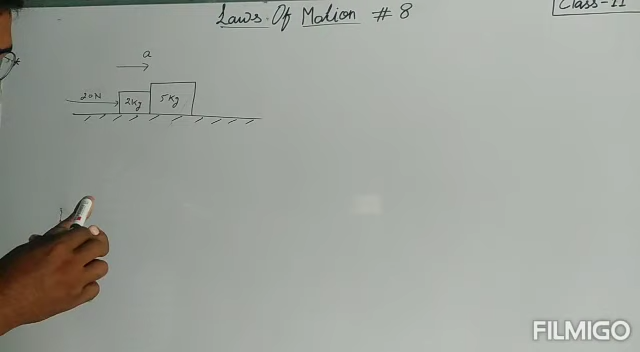 Laws Of Motion # 8
Class-11
a
20N
2Kg
5Kg
FILMIGO